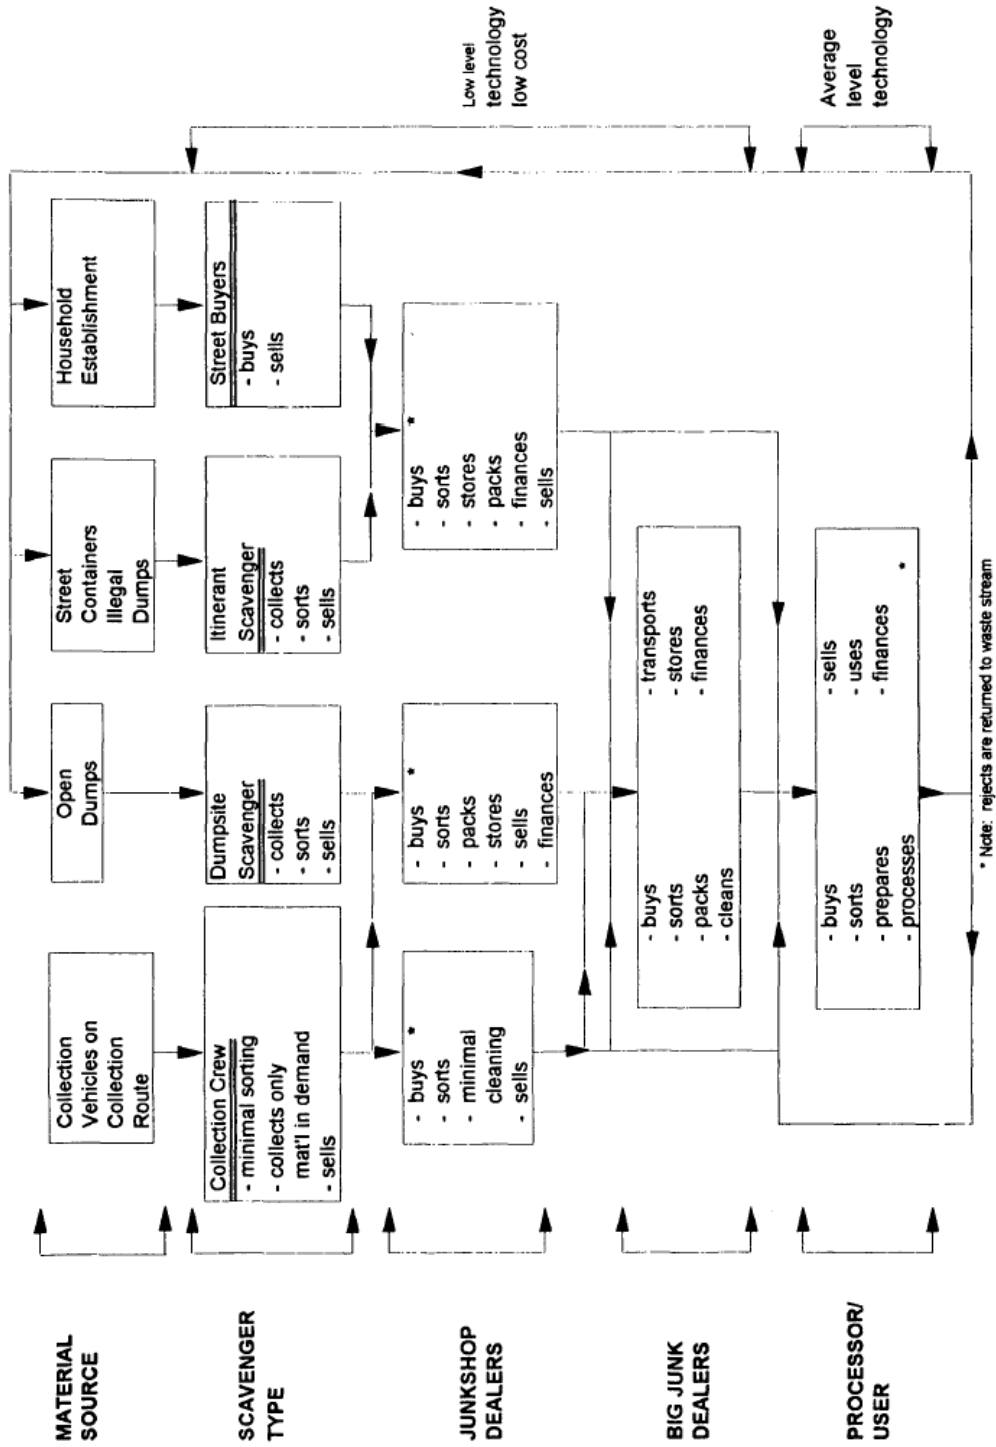 MATERIAL
SOURCE
Collection
Vehicles on
Collection
Route
Open
Dumps
Street
Containers
Illegal
Dumps
Household
Establishment
SCAVENGER
TYPE
Collection Crew
- minimal sorting
- collects only
mat'l in demand
- sells
Dumpsite
Scavenger
- collects
- sorts
- sells
Itinerant
Scavenger
- collects
- sorts
- sells
Street Buyers
- buys
- sells
JUNKSHOP
DEALERS
- buys *
- sorts
- minimal
cleaning
- sells
- buys *
- sorts
- packs
- stores
- sells
- finances
- buys *
- sorts
- stores
- packs
- finances
- sells
Low level
technology
low cost
BIG JUNK
DEALERS
- buys
- sorts
- packs
- cleans
- transports
- stores
- finances
PROCESSOR/
USER
- buys
- sorts
- prepares
- processes
- sells
- uses
- finances
*
Average
level
technology
* Note: rejects are returned to waste stream